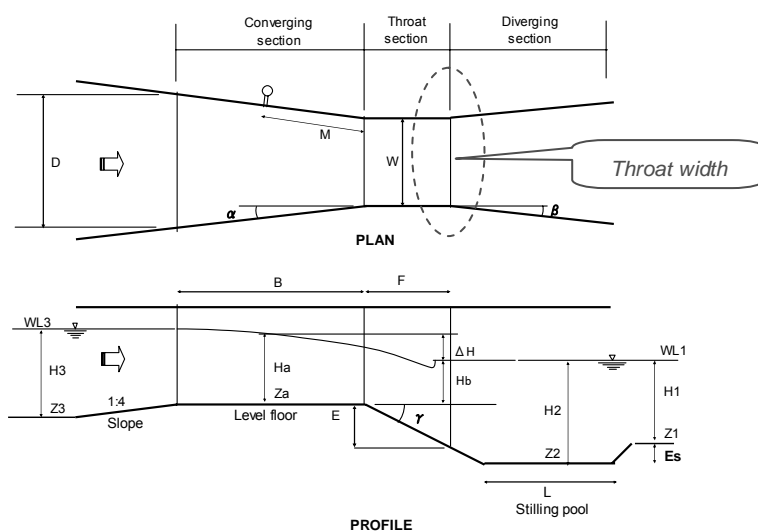 Converging section
Throat section
Diverging section
M
D
W
Throat width
α
β
PLAN
B
F
WL3
Δ H
WL1
Ha
Hb
H3
H2
H1
1:4
Za
Z3
Level floor
E
γ
Z1
Slope
Z2
Es
L
Stilling pool
PROFILE